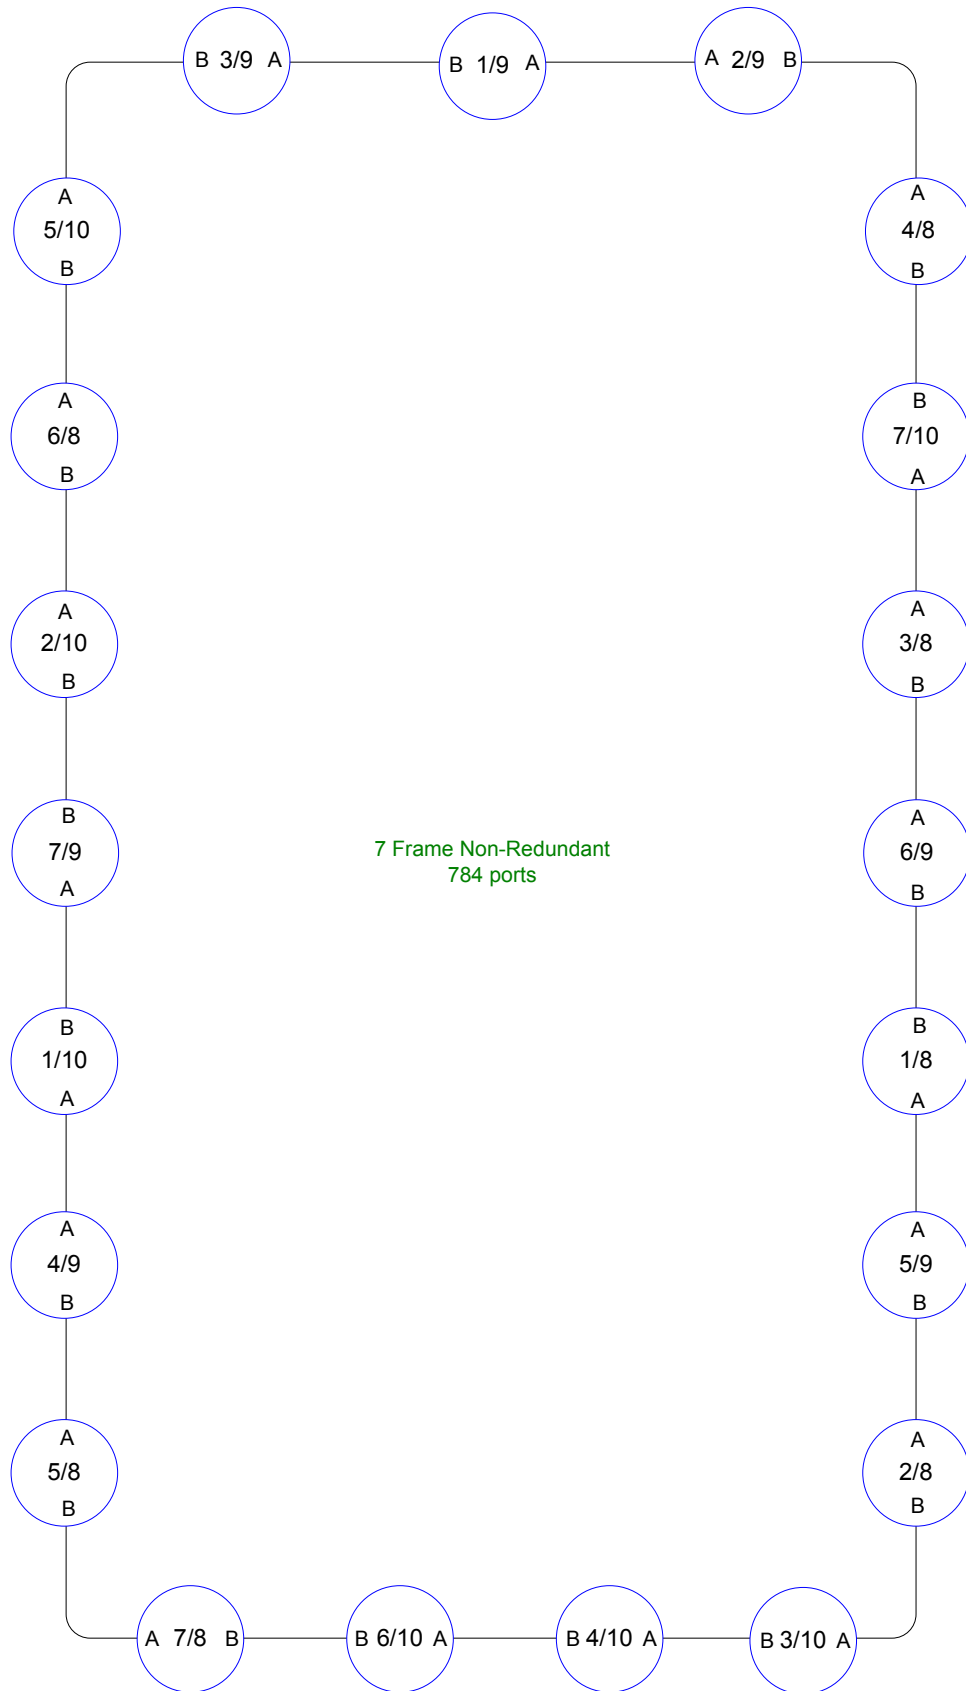 B 3/9 A
B 1/9 A
A 2/9 B
A
5/10
B
A
4/8
B
A
6/8
B
B
7/10
A
A
2/10
B
A
3/8
B
B
7/9
A
7 Frame Non-Redundant
784 ports
A
6/9
B
B
1/10
A
B
1/8
A
A
4/9
B
A
5/9
B
A
5/8
B
A
2/8
B
A 7/8 B
B 6/10 A
B 4/10 A
B 3/10 A